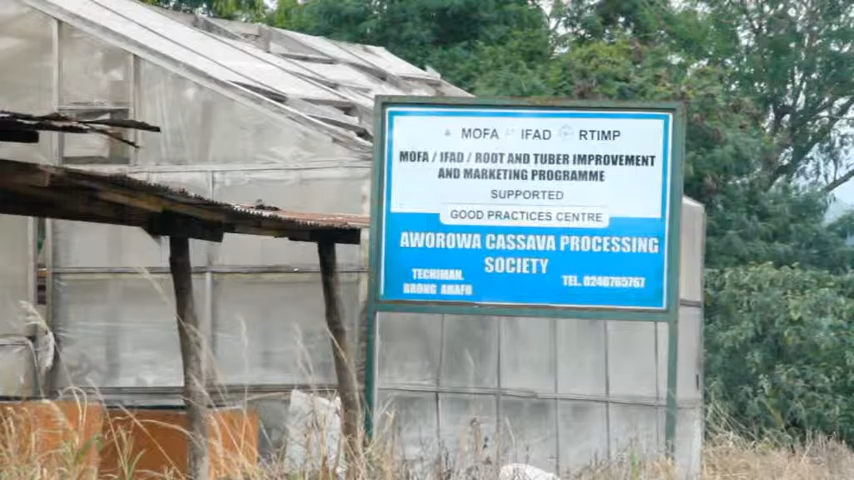 MOFA IFAD RTIMP
MOFA / IFAD / ROOT AND TUBER IMPROVEMENT
AND MARKETING PROGRAMME
SUPPORTED
GOOD PRACTICES CENTRE
AWOROWA CASSAVA PROCESSING
SOCIETY
TECHIMAN,
BRONG AHAFO
TEL. 0240765767